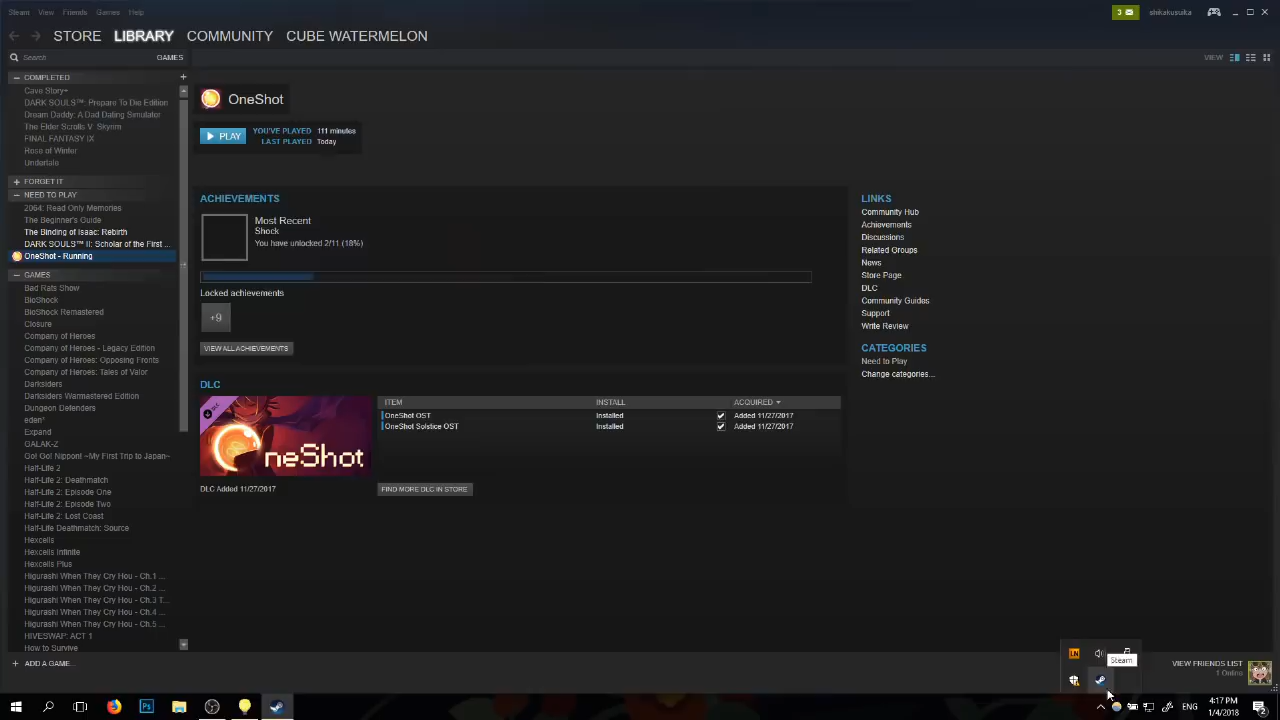 Steam View Friends Games Help
3 shikakusuika
STORE LIBRARY COMMUNITY CUBE WATERMELON
Search GAMES
VIEW
COMPLETED
Cave Story+
DARK SOULS™: Prepare To Die Edition
Dream Daddy: A Dad Dating Simulator
The Elder Scrolls V: Skyrim
FINAL FANTASY IX
Rose of Winter
Undertale
FORGET IT
NEED TO PLAY
2064: Read Only Memories
The Beginner's Guide
The Binding of Isaac: Rebirth
DARK SOULS™ II: Scholar of the First ...
OneShot - Running
GAMES
Bad Rats Show
BioShock
BioShock Remastered
Closure
Company of Heroes
Company of Heroes - Legacy Edition
Company of Heroes: Opposing Fronts
Company of Heroes: Tales of Valor
Darksiders
Darksiders Warmastered Edition
Dungeon Defenders
eden*
Expand
GALAK-Z
Go! Go! Nippon! ~My First Trip to Japan~
Half-Life 2
Half-Life 2: Deathmatch
Half-Life 2: Episode One
Half-Life 2: Episode Two
Half-Life 2: Lost Coast
Half-Life Deathmatch: Source
Hexcells
Hexcells Infinite
Hexcells Plus
Higurashi When They Cry Hou - Ch.1 ...
Higurashi When They Cry Hou - Ch.2 ...
Higurashi When They Cry Hou - Ch.3 T...
Higurashi When They Cry Hou - Ch.4 ...
Higurashi When They Cry Hou - Ch.5 ...
HIVESWAP: ACT 1
How to Survive
ADD A GAME...
OneShot
PLAY
YOU'VE PLAYED 111 minutes
LAST PLAYED Today
ACHIEVEMENTS
Most Recent
Shock
You have unlocked 2/11 (18%)
Locked achievements
+9
VIEW ALL ACHIEVEMENTS
DLC
DLC
neShot
DLC Added 11/27/2017
ITEM INSTALL ACQUIRED
OneShot OST Installed Added 11/27/2017
OneShot Solstice OST Installed Added 11/27/2017
FIND MORE DLC IN STORE
LINKS
Community Hub
Achievements
Discussions
Related Groups
News
Store Page
DLC
Community Guides
Support
Write Review
CATEGORIES
Need to Play
Change categories...
LN
Steam
VIEW FRIENDS LIST
1 Online
Ps
ENG
4:17 PM
1/4/2018
2